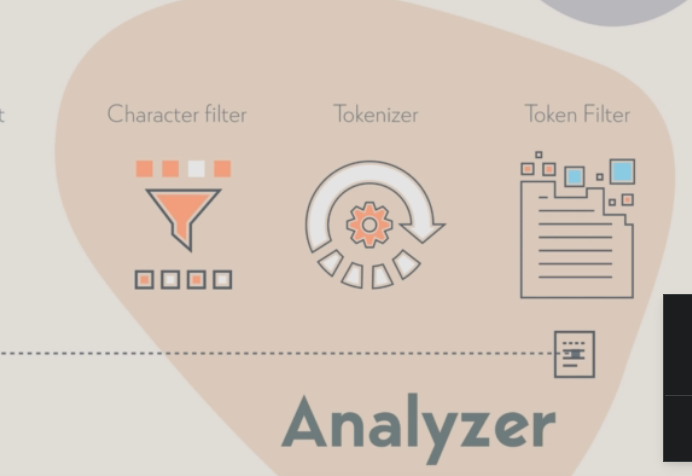 Character filter
Tokenizer
Token Filter
Analyzer